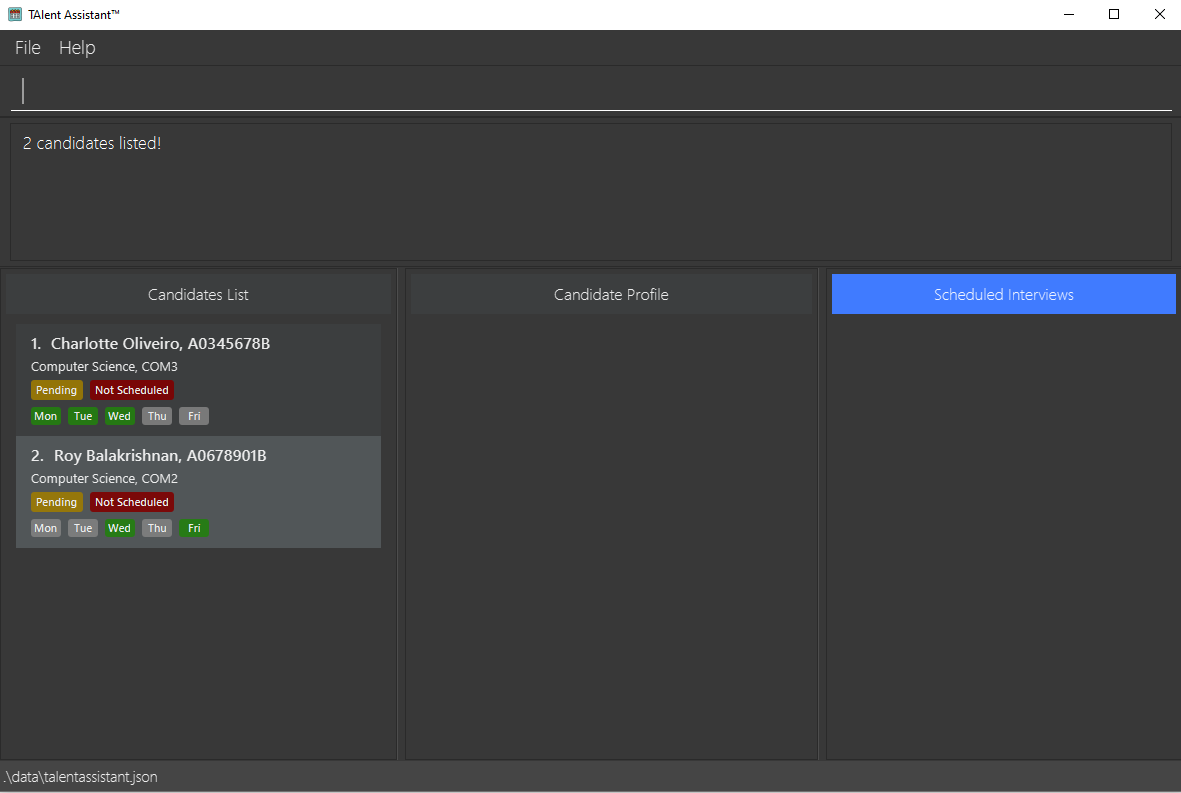 TAlent Assistant™
File Help
2 candidates listed!
Candidates List
1. Charlotte Oliveiro, A0345678B
Computer Science, COM3
Pending Not Scheduled
Mon Tue Wed Thu Fri
2. Roy Balakrishnan, A0678901B
Computer Science, COM2
Pending Not Scheduled
Mon Tue Wed Thu Fri
Candidate Profile
Scheduled Interviews
.\data\talentassistant.json